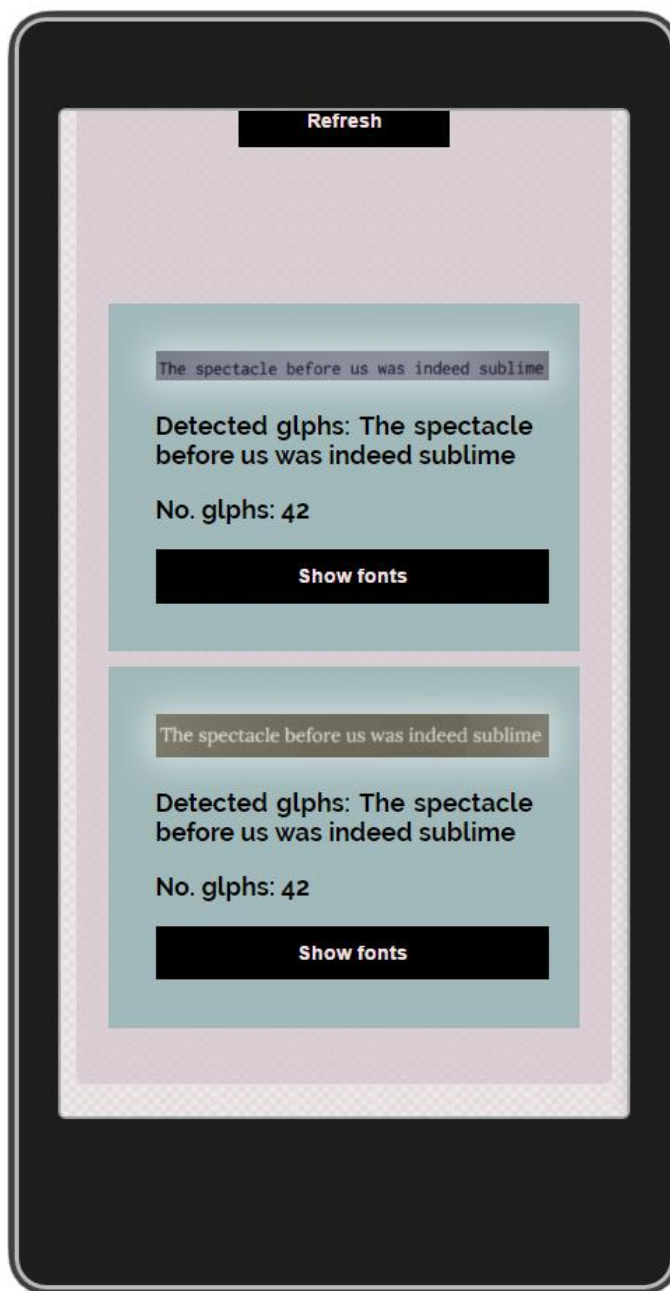 Refresh
The spectacle before us was indeed sublime
Detected glphs: The spectacle
before us was indeed sublime
No. glphs: 42
Show fonts
The spectacle before us was indeed sublime
Detected glphs: The spectacle
before us was indeed sublime
No. glphs: 42
Show fonts